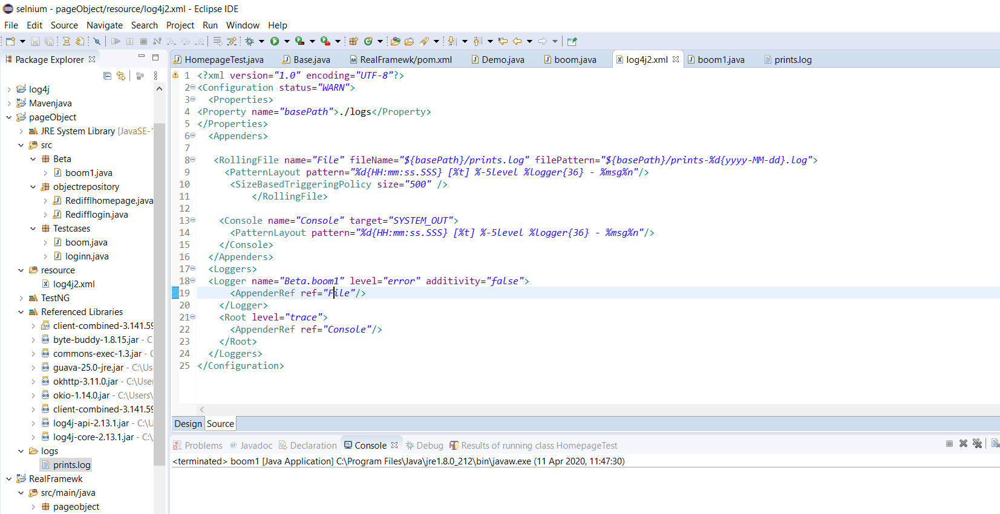 selnium - pageObject/resource/log4j2.xml - Eclipse IDE
File Edit Source Navigate Search Project Run Window Help
Package Explorer
HomepageTest.java Base.java RealFramewk/pom.xml Demo.java boom.java log4j2.xml boom1.java prints.log
log4j
Mavenjava
pageObject
JRE System Library [JavaSE-1
src
Beta
boom1.java
objectrepository
Redifflhomepage.java
Redifflogin.java
Testcases
boom.java
loginn.java
resource
log4j2.xml
TestNG
Referenced Libraries
client-combined-3.141.59
byte-buddy-1.8.15.jar - C
commons-exec-1.3.jar - C
guava-25.0-jre.jar - C:\Us
okhttp-3.11.0.jar - C:\User
okio-1.14.0.jar - C:\Users\
client-combined-3.141.59
log4j-api-2.13.1.jar - C:\U
log4j-core-2.13.1.jar - C:\
logs
prints.log
RealFramewk
src/main/java
pageobject
1 <?xml version="1.0" encoding="UTF-8"?>
2 <Configuration status="WARN">
3 <Properties>
4 <Property name="basePath">./logs</Property>
5 </Properties>
6 <Appenders>
7
8 <RollingFile name="File" fileName="${basePath}/prints.log" filePattern="${basePath}/prints-%d{yyyy-MM-dd}.log">
9 <PatternLayout pattern="%d{HH:mm:ss.SSS} [%t] %-5level %logger{36} - %msg%n"/>
10 <SizeBasedTriggeringPolicy size="500" />
11 </RollingFile>
12
13 <Console name="Console" target="SYSTEM_OUT">
14 <PatternLayout pattern="%d{HH:mm:ss.SSS} [%t] %-5level %logger{36} - %msg%n"/>
15 </Console>
16 </Appenders>
17 <Loggers>
18 <Logger name="Beta.boom1" level="error" additivity="false">
19 <AppenderRef ref="File"/>
20 </Logger>
21 <Root level="trace">
22 <AppenderRef ref="Console"/>
23 </Root>
24 </Loggers>
25 </Configuration>
Design Source
Problems Javadoc Declaration Console Debug Results of running class HomepageTest
<terminated> boom1 [Java Application] C:\Program Files\Java\jre1.8.0_212\bin\javaw.exe (11 Apr 2020, 11:47:30)